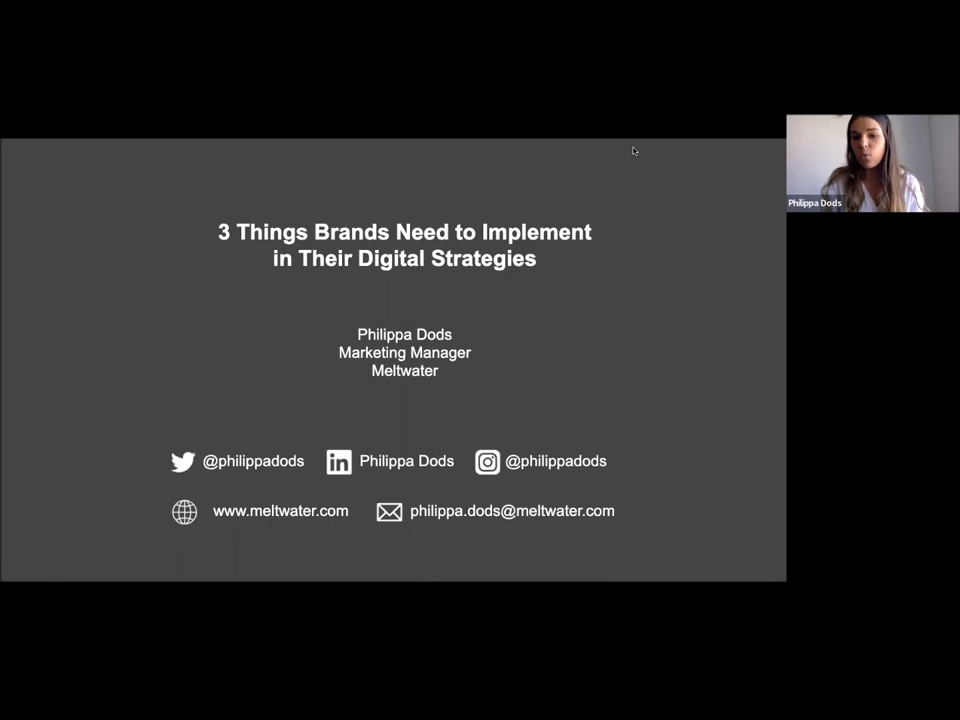 3 Things Brands Need to Implement
in Their Digital Strategies
Philippa Dods
Marketing Manager
Meltwater
@philippadods
Philippa Dods
@philippadods
www.meltwater.com
philippa.dods@meltwater.com
Philippa Dods